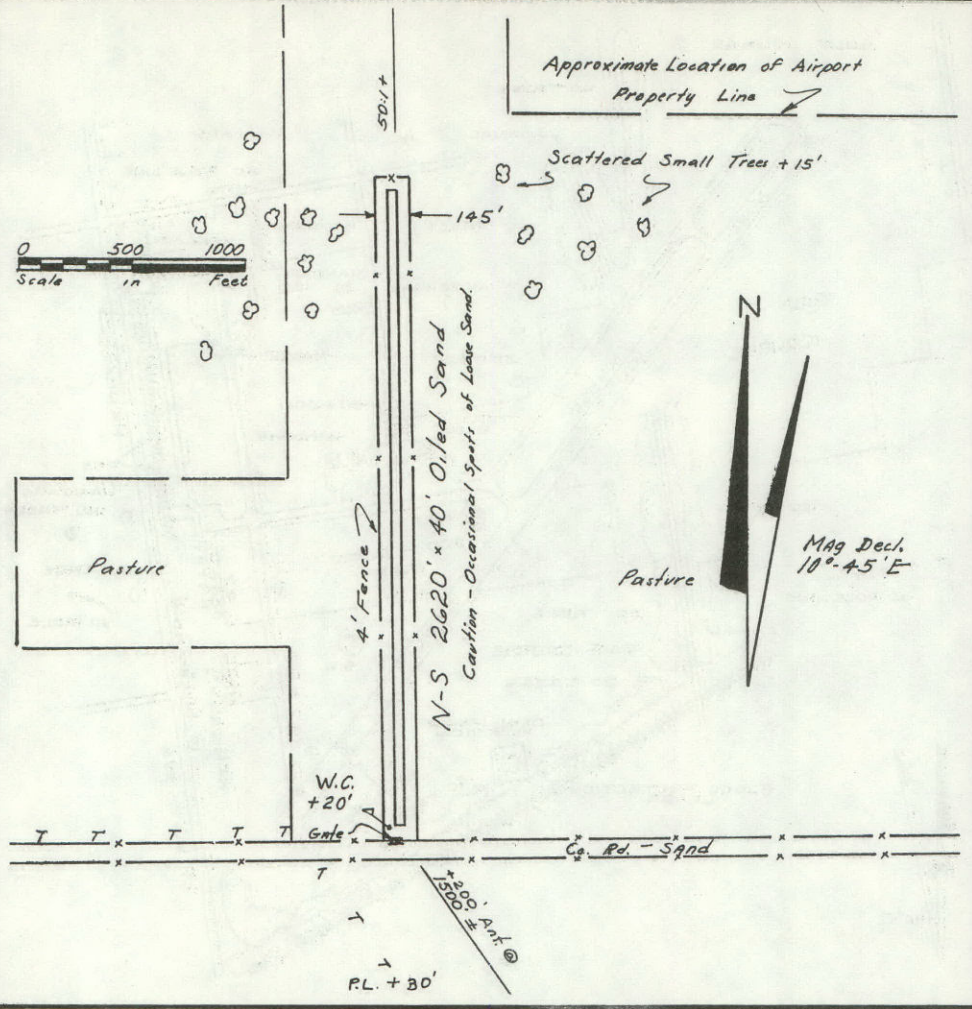 50:1+
Approximate Location of Airport
Property Line
Scattered Small Trees + 15'
145'
0 500 1000
Scale in Feet
N
N-S 2620' × 40' Oiled Sand
Caution - Occasional Spots of Loose Sand.
4' Fence
Pasture
Pasture
Mag Decl.
10°-45' E
W.C.
+20'
Gate
T T T T T
Co. Rd. - Sand
T
T
T
+200' Ant. @
1500' ±
P.L. + 30'